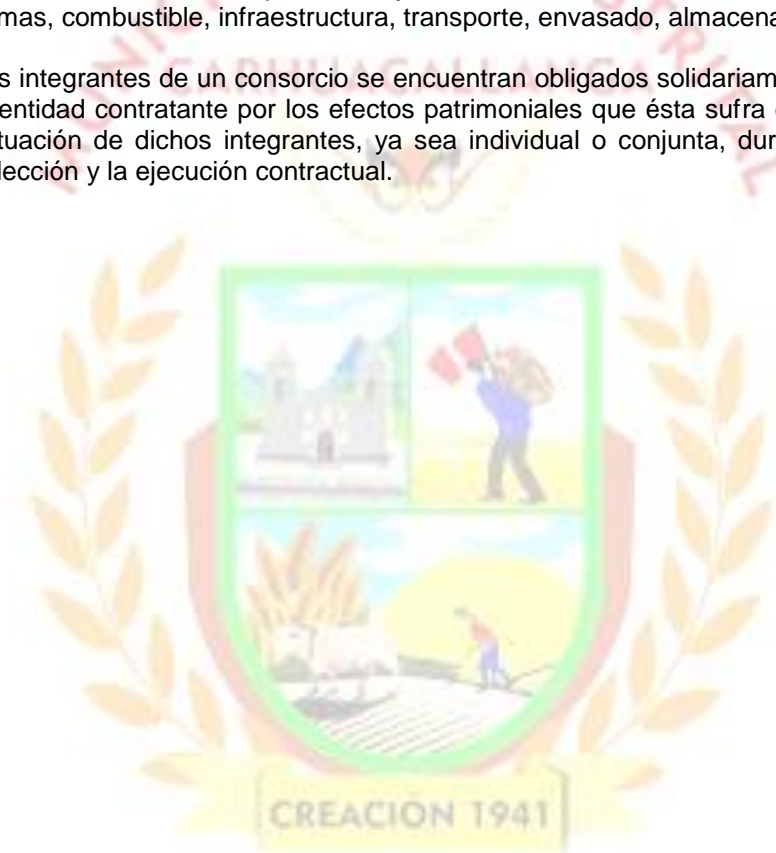 mas, combustible, infraestructura, transporte, envasado, almacena
s integrantes de un consorcio se encuentran obligados solidariam
entidad contratante por los efectos patrimoniales que ésta sufra
tuación de dichos integrantes, ya sea individual o conjunta, dur
lección y la ejecución contractual.
CREACIÓN 1941